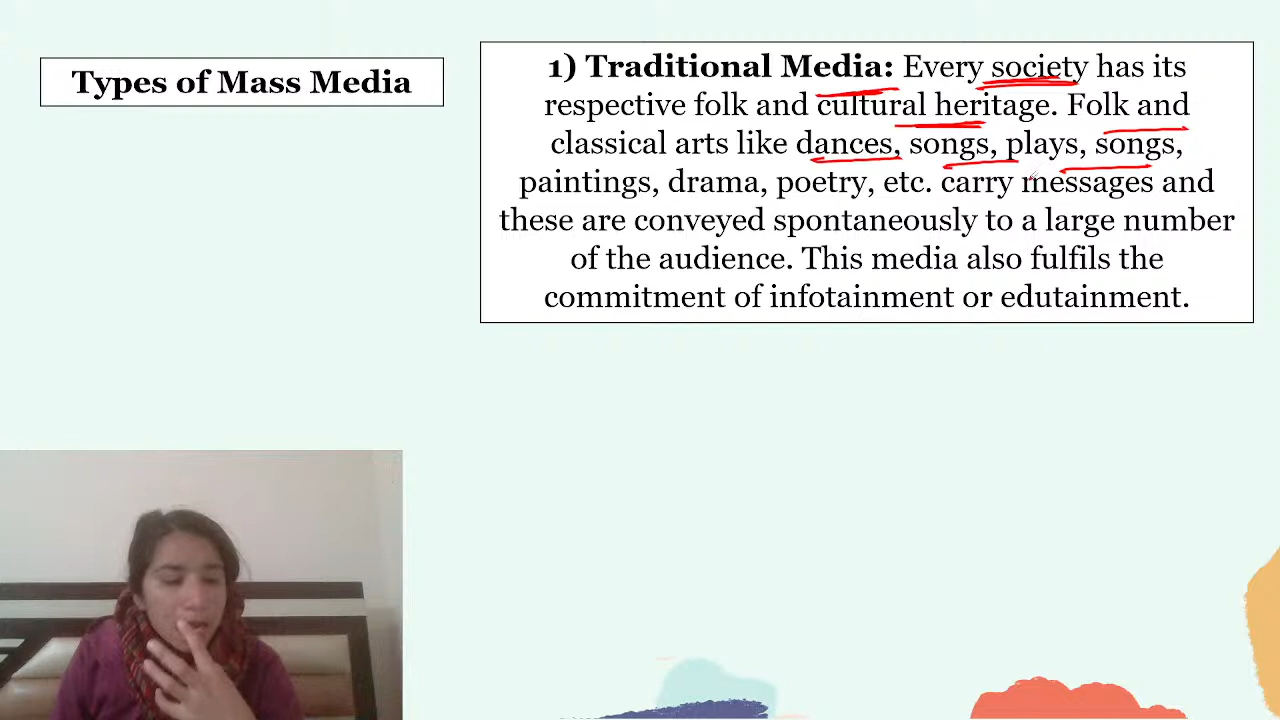 Types of Mass Media
1) Traditional Media: Every society has its
respective folk and cultural heritage. Folk and
classical arts like dances, songs, plays, songs,
paintings, drama, poetry, etc. carry messages and
these are conveyed spontaneously to a large number
of the audience. This media also fulfils the
commitment of infotainment or edutainment.